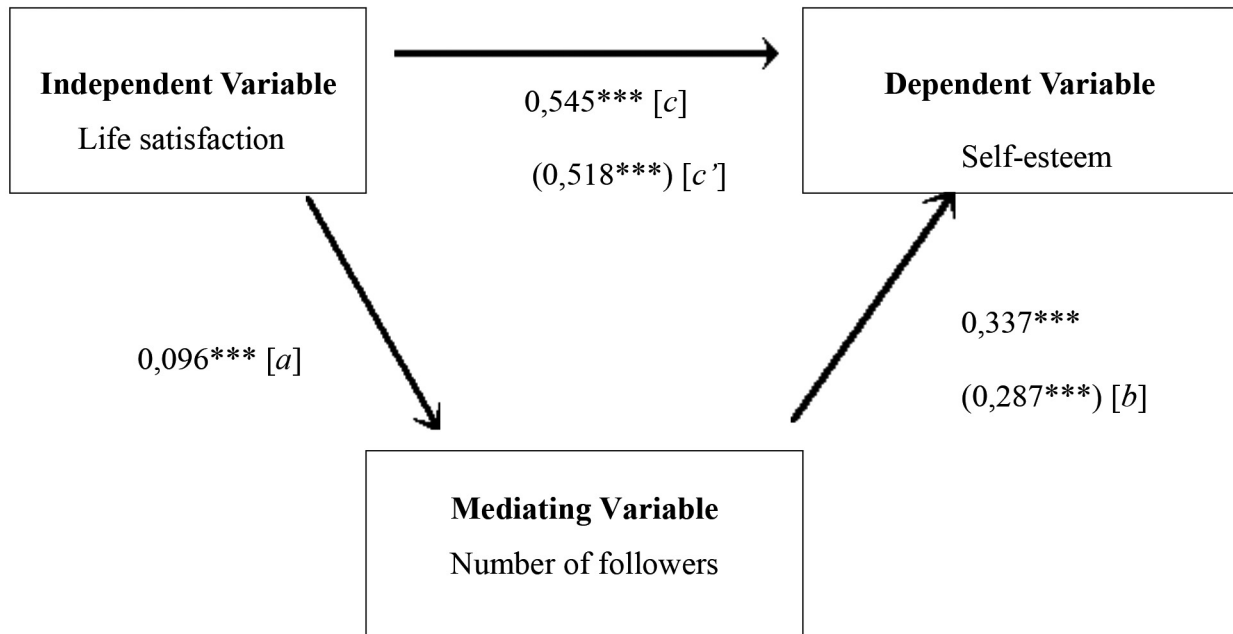 Independent Variable
Life satisfaction
0,545*** [c]
(0,518***) [c’]
Dependent Variable
Self-esteem
0,096*** [a]
0,337***
(0,287***) [b]
Mediating Variable
Number of followers